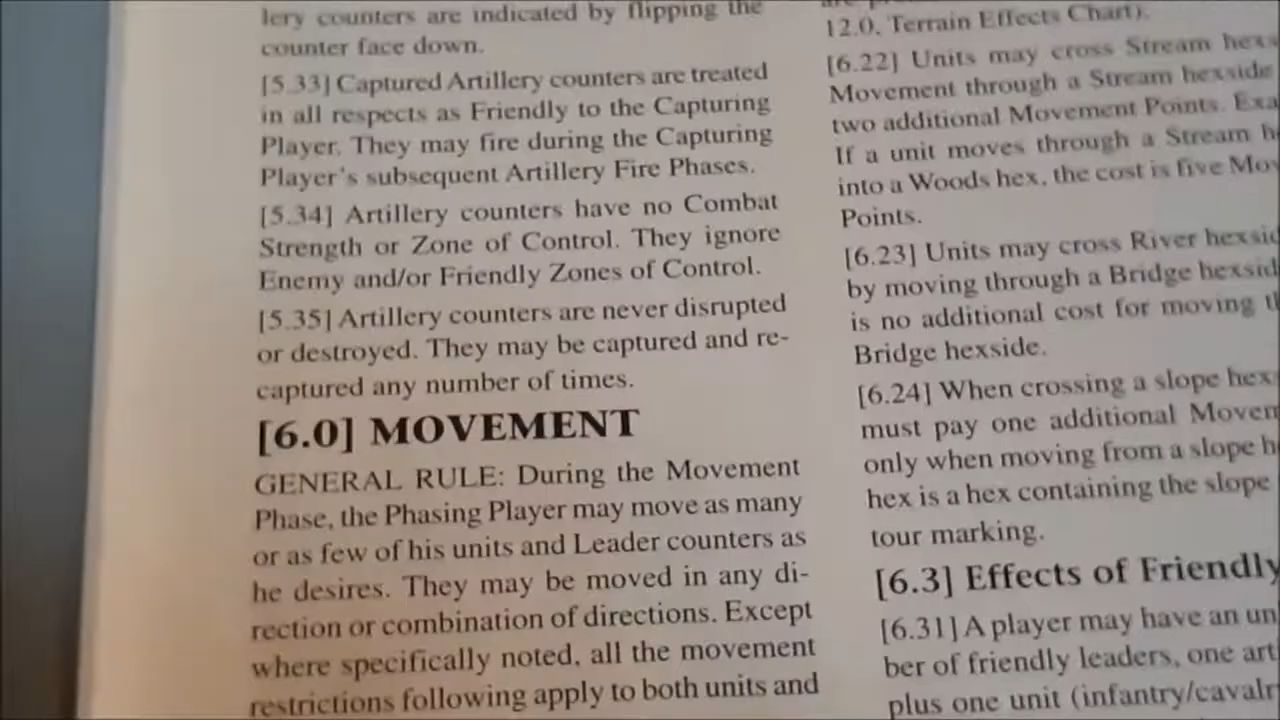 lery counters are indicated by flipping the
counter face down.
[5.33] Captured Artillery counters are treated
in all respects as Friendly to the Capturing
Player. They may fire during the Capturing
Player's subsequent Artillery Fire Phases.
[5.34] Artillery counters have no Combat
Strength or Zone of Control. They ignore
Enemy and/or Friendly Zones of Control.
[5.35] Artillery counters are never disrupted
or destroyed. They may be captured and re-
captured any number of times.
[6.0] MOVEMENT
GENERAL RULE: During the Movement
Phase, the Phasing Player may move as many
or as few of his units and Leader counters as
he desires. They may be moved in any di-
rection or combination of directions. Except
where specifically noted, all the movement
restrictions following apply to both units and
12.0, Terrain Effects Chart).
[6.22] Units may cross Stream hexs
Movement through a Stream hexside
two additional Movement Points. Exa
If a unit moves through a Stream h
into a Woods hex, the cost is five Mov
Points.
[6.23] Units may cross River hexsid
by moving through a Bridge hexsid
is no additional cost for moving t
Bridge hexside.
[6.24] When crossing a slope hex
must pay one additional Movem
only when moving from a slope h
hex is a hex containing the slope
tour marking.
[6.3] Effects of Friendly
[6.31] A player may have an un
ber of friendly leaders, one art
plus one unit (infantry/cavalr